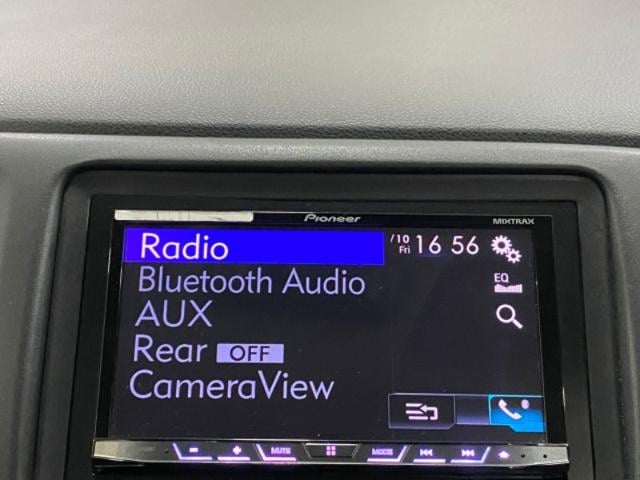 Pioneer
MIXTRAX
Radio
/10
Fri
16 56
Bluetooth Audio
EQ
AUX
Rear OFF
CameraView
MUTE
MODE